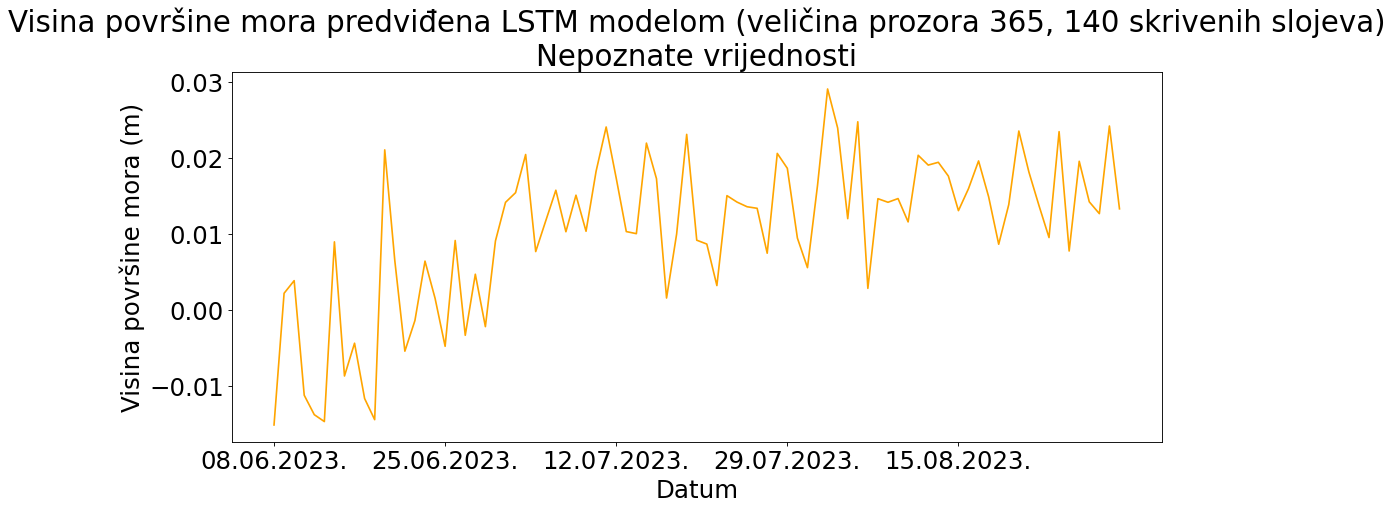 Visina površine mora predviđena LSTM modelom (veličina prozora 365, 140 skrivenih slojeva)
Nepoznate vrijednosti
Visina površine mora (m)
0.03
0.02
0.01
0.00
−0.01
08.06.2023. 25.06.2023. 12.07.2023. 29.07.2023. 15.08.2023.
Datum